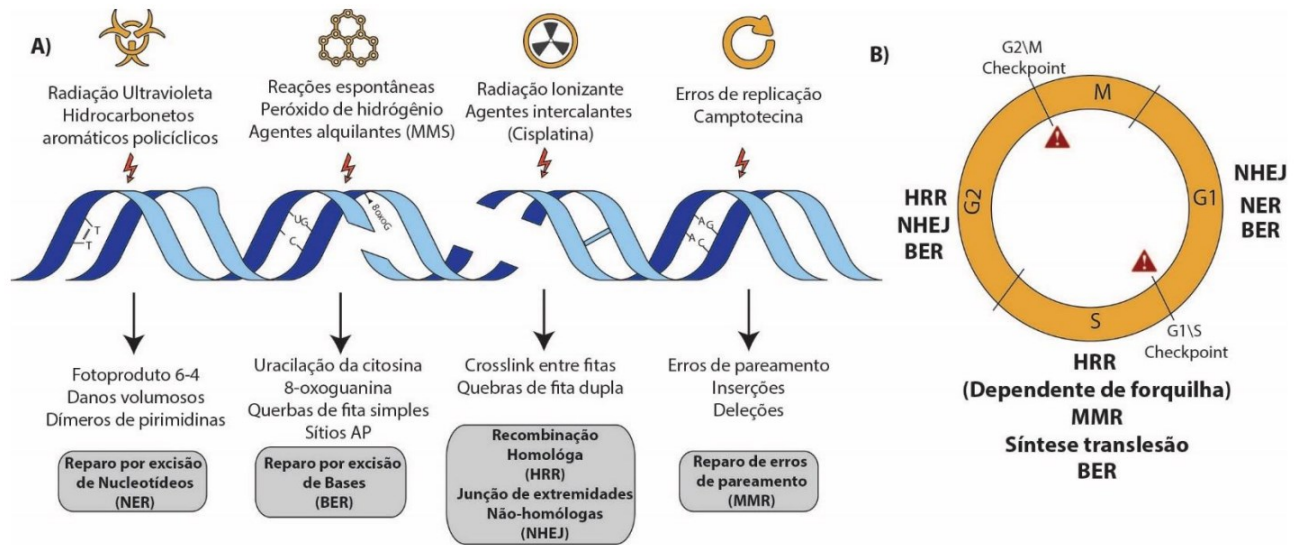 A)
Radiação Ultravioleta
Hidrocarbonetos
aromáticos policíclicos
Reações espontâneas
Peróxido de hidrógênio
Agentes alquilantes (MMS)
Radiação Ionizante
Agentes intercalantes
(Cisplatina)
Erros de replicação
Camptotecina
T
T
U G
C
8oxoG
A G
A C
Fotoproduto 6-4
Danos volumosos
Dímeros de pirimidinas
Reparo por excisão
de Nucleotídeos
(NER)
Uracilação da citosina
8-oxoguanina
Querbas de fita simples
Sítios AP
Reparo por excisão
de Bases
(BER)
Crosslink entre fitas
Quebras de fita dupla
Recombinação
Homológa
(HRR)
Junção de extremidades
Não-homólogas
(NHEJ)
Erros de pareamento
Inserções
Deleções
Reparo de erros
de pareamento
(MMR)
B)
G2\M
Checkpoint
M
G1
NHEJ
NER
BER
HRR
NHEJ
BER
G2
S
G1\S
Checkpoint
HRR
(Dependente de forquilha)
MMR
Síntese translesão
BER